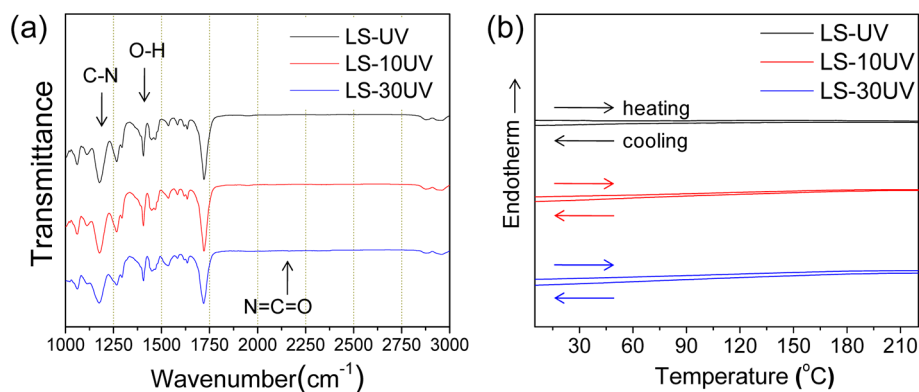 (a)
LS-UV
LS-10UV
LS-30UV
O-H
C-N
N=C=O
Transmittance
1000 1250 1500 1750 2000 2250 2500 2750 3000
Wavenumber(cm⁻¹)
(b)
LS-UV
LS-10UV
LS-30UV
heating
cooling
Endotherm →
30 60 90 120 150 180 210
Temperature (°C)